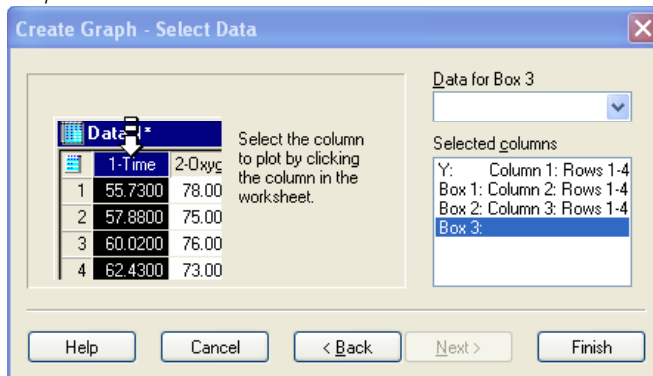 Create Graph - Select Data
Data for Box 3
Data 1*
1-Time 2-Oxyg
1 55.7300 78.00
2 57.8800 75.00
3 60.0200 76.00
4 62.4300 73.00
Select the column
to plot by clicking
the column in the
worksheet.
Selected columns
Y: Column 1: Rows 1-4
Box 1: Column 2: Rows 1-4
Box 2: Column 3: Rows 1-4
Box 3:
Help Cancel < Back Next > Finish